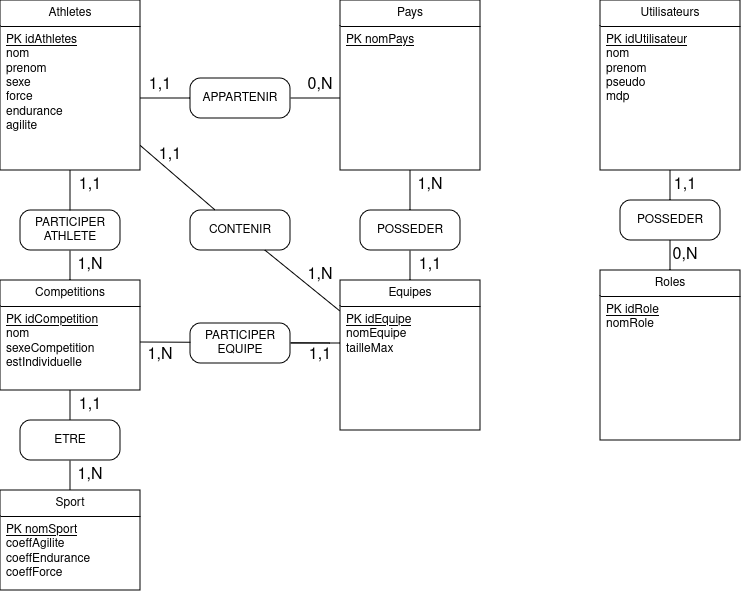 Athletes
PK idAthletes
nom
prenom
sexe
force
endurance
agilite
1,1
APPARTENIR
0,N
Pays
PK nomPays
Utilisateurs
PK idUtilisateur
nom
prenom
pseudo
mdp
1,1
1,1
1,N
1,1
PARTICIPER
ATHLETE
CONTENIR
POSSEDER
POSSEDER
1,N
1,N
1,1
0,N
Competitions
PK idCompetition
nom
sexeCompetition
estIndividuelle
1,N
PARTICIPER
EQUIPE
1,1
Equipes
PK idEquipe
nomEquipe
tailleMax
Roles
PK idRole
nomRole
1,1
ETRE
1,N
Sport
PK nomSport
coeffAgilite
coeffEndurance
coeffForce